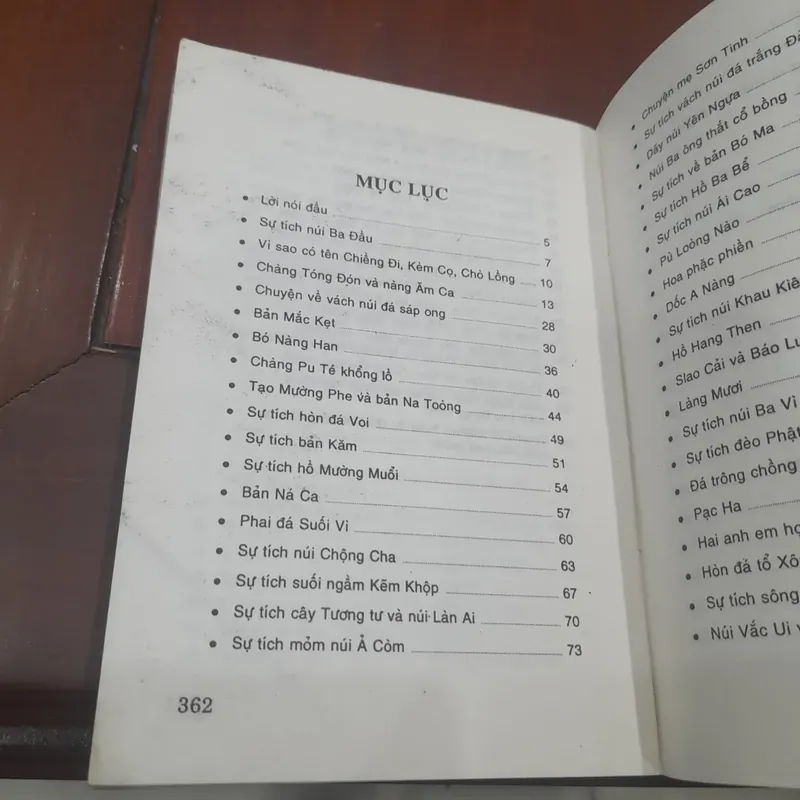 MỤC LỤC
• Lời nói đầu 5
• Sự tích núi Ba Đầu 7
• Vì sao có tên Chiềng Đi, Kèm Cọ, Chò Lồng 10
• Chàng Tóng Đón và nàng Ăm Ca 13
• Chuyện về vách núi đá sáp ong 28
• Bản Mắc Kẹt 30
• Bó Nàng Han 36
• Chàng Pu Té khổng lồ 40
• Tạo Mường Phe và bản Na Toòng 44
• Sự tích hòn đá Voi 49
• Sự tích bản Kăm 51
• Sự tích hồ Mường Muổi 54
• Bản Ná Ca 57
• Phai đá Suối Vi 60
• Sự tích núi Chộng Cha 63
• Sự tích suối ngầm Kẽm Khộp 67
• Sự tích cây Tương tư và núi Làn Ai 70
• Sự tích mỏm núi Ả Còm 73
362
• Chuyện mẹ Sơn Tinh
• Sự tích vách núi đá trắng
• Dãy núi Yên Ngựa
• Núi Ba ông thắt cổ bồng
• Sự tích về bản Bó Ma
• Sự tích Hồ Ba Bể
• Sự tích núi Ải Cao
• Pù Loòng Nảo
• Hoa phặc phiền
• Dốc A Nàng
• Sự tích núi Khau
• Hồ Hang Then
• Slao Cải và Báo
• Làng Mươi
• Sự tích núi Ba Vì
• Sự tích đèo Phật
• Đá trông chồng
• Pạc Ha
• Hai anh em
• Hòn đá tổ
• Sự tích sông
• Núi Vắc Ui